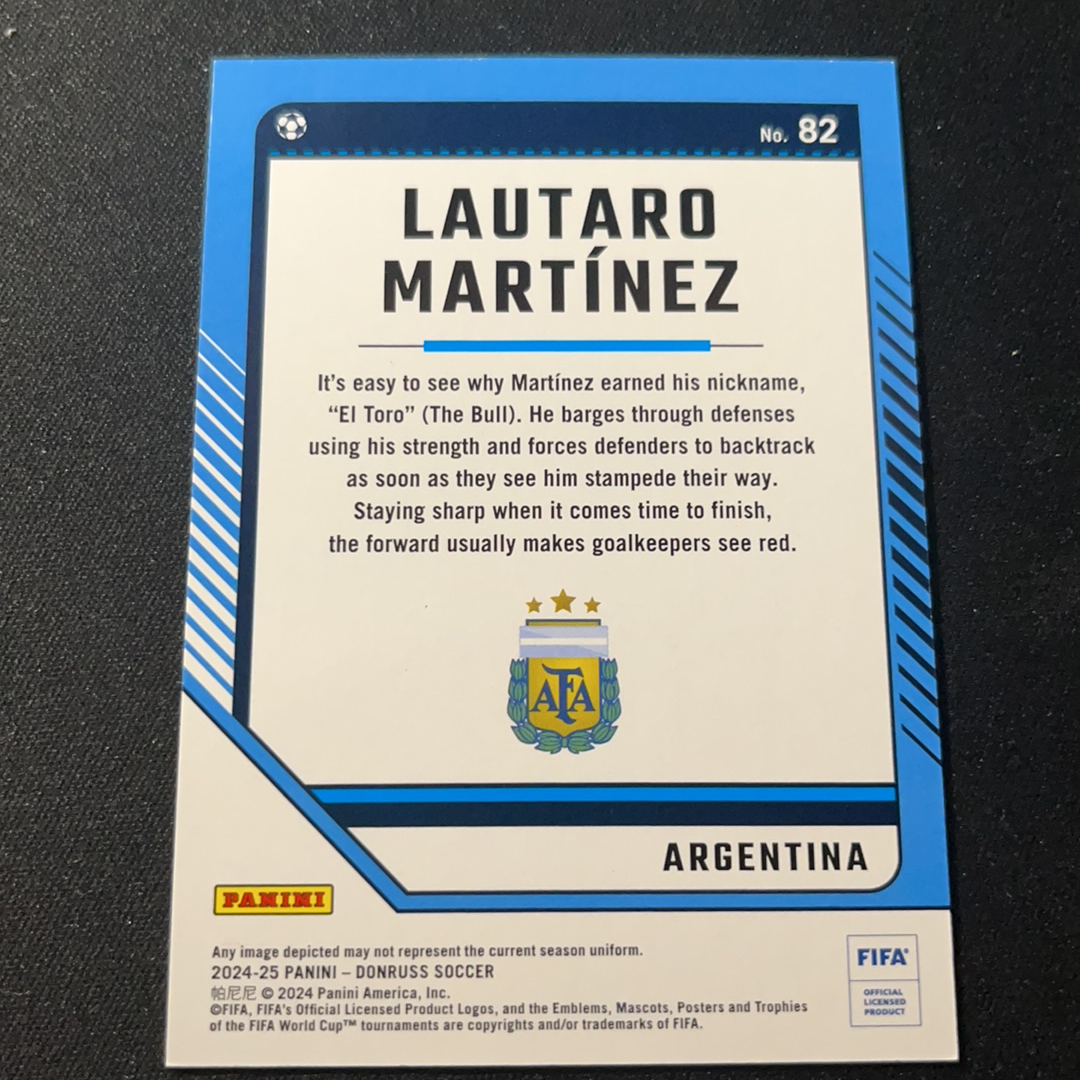 No. 82
LAUTARO
MARTÍNEZ
It's easy to see why Martínez earned his nickname,
“El Toro” (The Bull). He barges through defenses
using his strength and forces defenders to backtrack
as soon as they see him stampede their way.
Staying sharp when it comes time to finish,
the forward usually makes goalkeepers see red.
AFA
ARGENTINA
PANINI
Any image depicted may not represent the current season uniform.
2024-25 PANINI – DONRUSS SOCCER
帕尼尼 © 2024 Panini America, Inc.
©FIFA, FIFA's Official Licensed Product Logos, and the Emblems, Mascots, Posters and Trophies
of the FIFA World Cup™ tournaments are copyrights and/or trademarks of FIFA.
FIFA®
OFFICIAL
LICENSED
PRODUCT